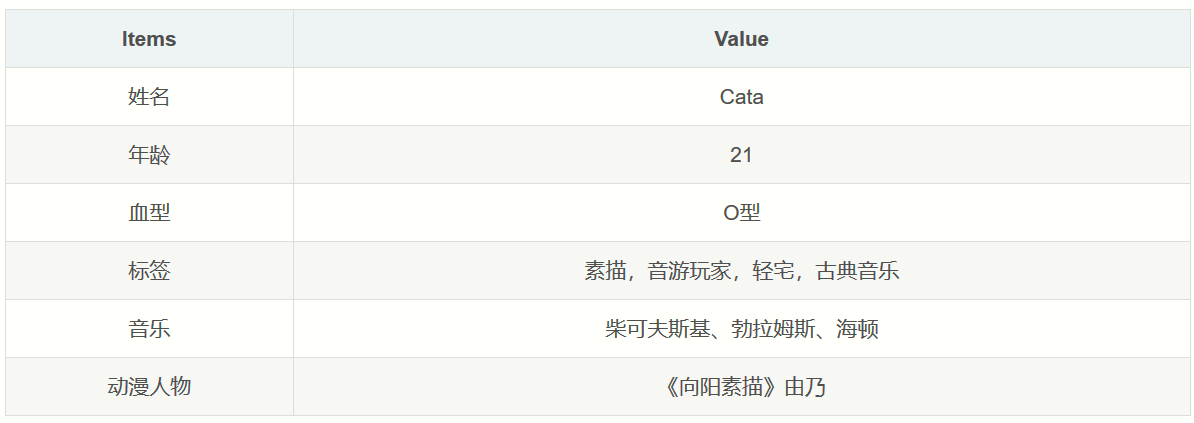 Items Value
姓名 Cata
年龄 21
血型 O型
标签 素描，音游玩家，轻宅，古典音乐
音乐 柴可夫斯基、勃拉姆斯、海顿
动漫人物 《向阳素描》由乃